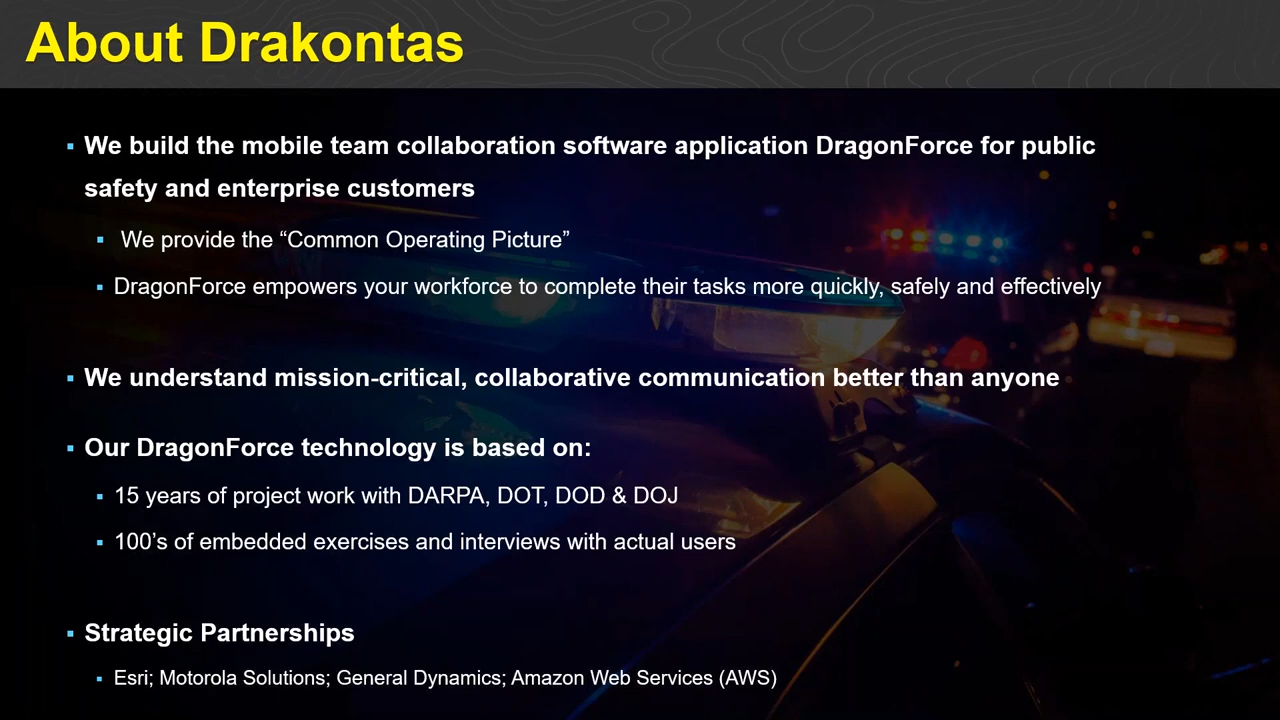 About Drakontas
▪ We build the mobile team collaboration software application DragonForce for public
safety and enterprise customers
▪ We provide the “Common Operating Picture”
▪ DragonForce empowers your workforce to complete their tasks more quickly, safely and effectively
▪ We understand mission-critical, collaborative communication better than anyone
▪ Our DragonForce technology is based on:
▪ 15 years of project work with DARPA, DOT, DOD & DOJ
▪ 100’s of embedded exercises and interviews with actual users
▪ Strategic Partnerships
▪ Esri; Motorola Solutions; General Dynamics; Amazon Web Services (AWS)